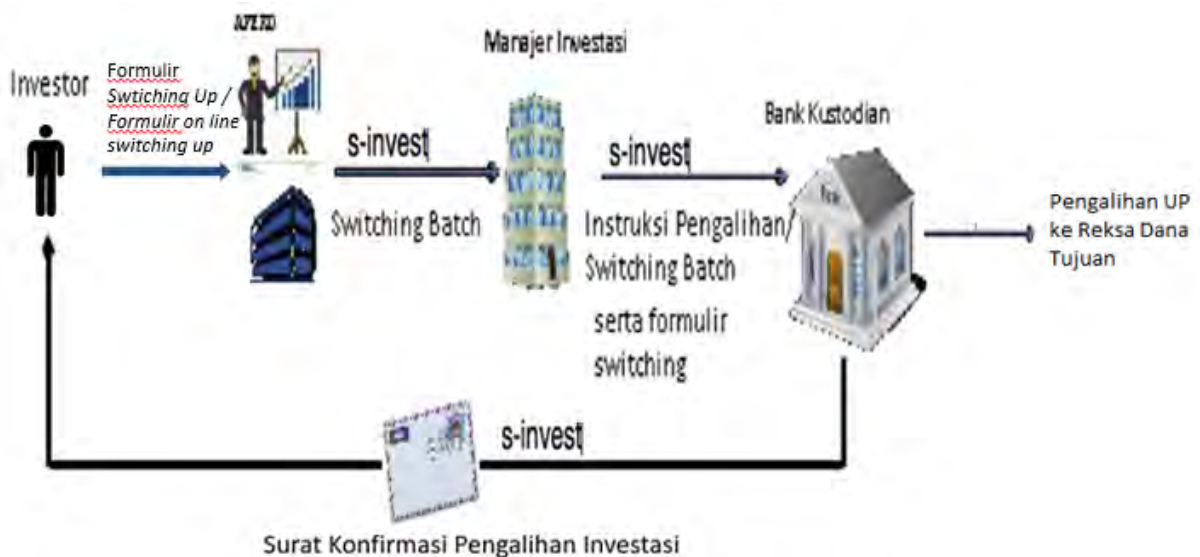 Investor
Formulir
Swtiching Up /
Formulir on line
switching up
s-invest
Switching Batch
Manajer Investasi
s-invest
Instruksi Pengalihan/
Switching Batch
serta formulir
switching
Bank Kustodian
Pengalihan UP
ke Reksa Dana
Tujuan
s-invest
Surat Konfirmasi Pengalihan Investasi